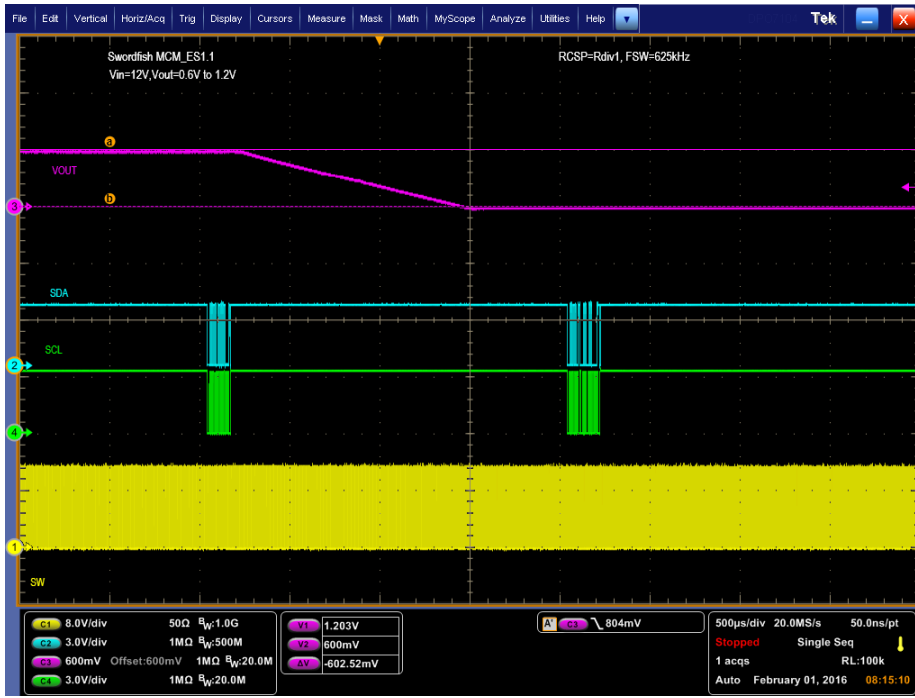 File Edit Vertical Horiz/Acq Trig Display Cursors Measure Mask Math MyScope Analyze Utilities Help Tek X
Swordfish MCM_ES1.1 RCSP=Rdiv1, FSW=625kHz
Vin=12V,Vout=0.6V to 1.2V
a
VOUT
b
3
SDA
SCL
2
4
1
SW
C1 8.0V/div 50Ω BW:1.0G
C2 3.0V/div 1MΩ BW:500M
C3 600mV Offset:600mV 1MΩ BW:20.0M
C4 3.0V/div 1MΩ BW:20.0M
V1 1.203V
V2 600mV
ΔV -602.52mV
A' C3 804mV
500µs/div 20.0MS/s 50.0ns/pt
Stopped Single Seq
1 acqs RL:100k
Auto February 01, 2016 08:15:10